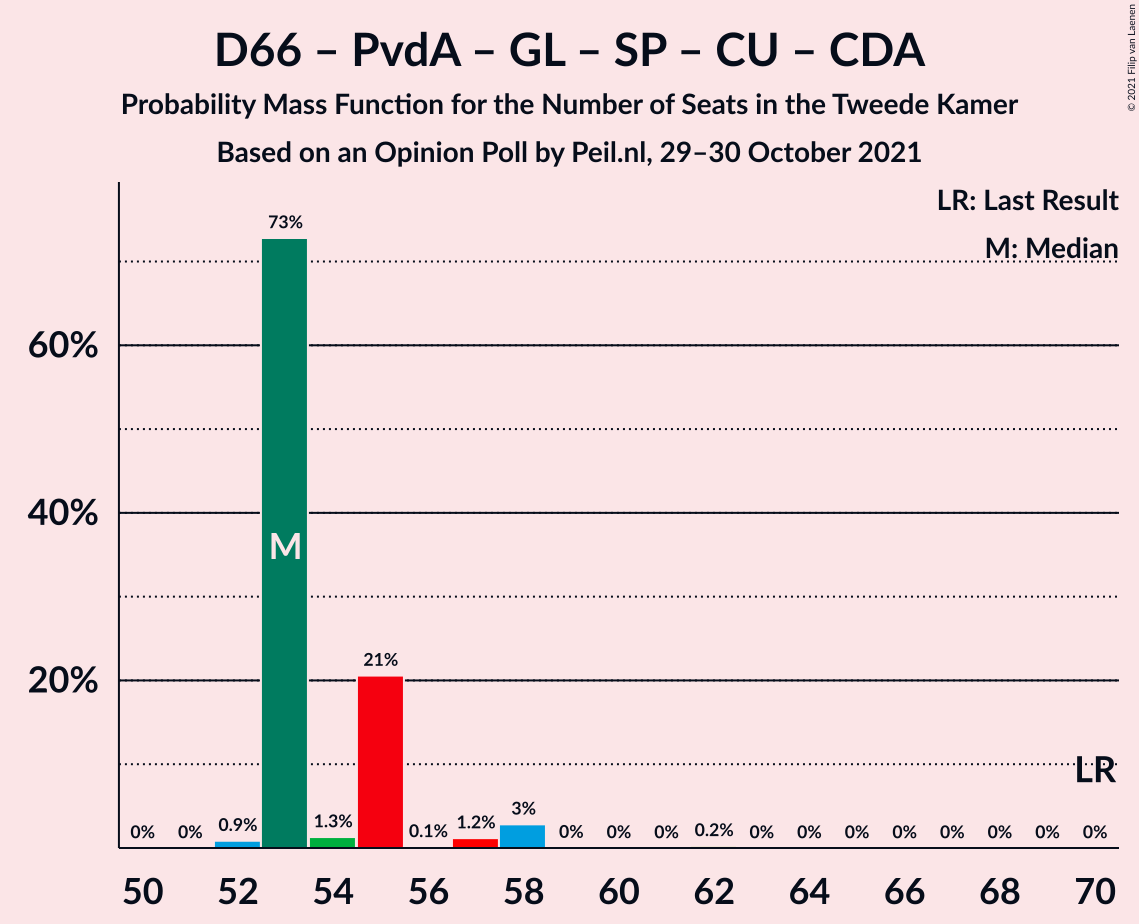 D66 – PvdA – GL – SP – CU – CDA
Probability Mass Function for the Number of Seats in the Tweede Kamer
Based on an Opinion Poll by Peil.nl, 29–30 October 2021
© 2021 Filip van Laenen
LR: Last Result
M: Median
60%
40%
20%
73%
M
21%
LR
0% 0% 0.9% 1.3% 0.1% 1.2% 3% 0% 0% 0% 0.2% 0% 0% 0% 0% 0% 0% 0% 0%
50 52 54 56 58 60 62 64 66 68 70